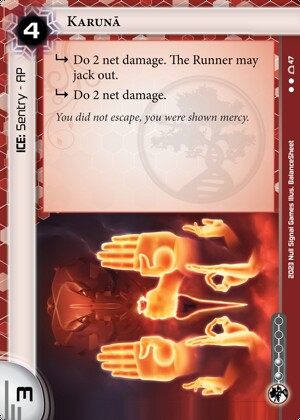 4
Karunā
↳ Do 2 net damage. The Runner may
jack out.
↳ Do 2 net damage.
You did not escape, you were shown mercy.
ICE: Sentry - AP
47
2023 Null Signal Games Illus. BalanceSheet
3